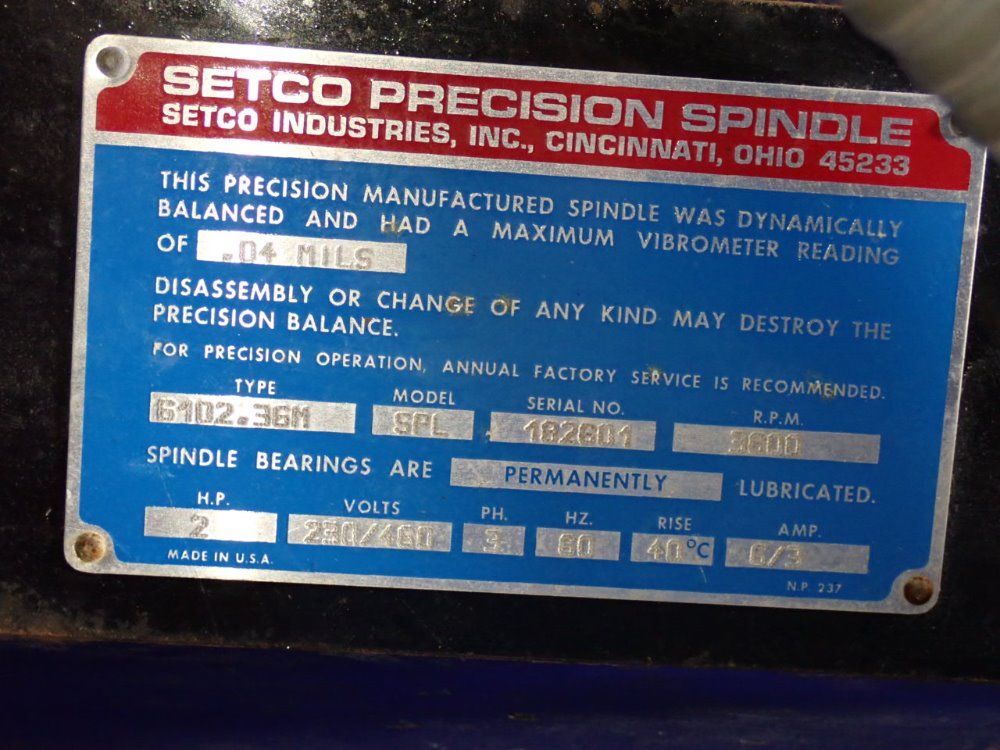 SETCO PRECISION SPINDLE
SETCO INDUSTRIES, INC., CINCINNATI, OHIO 45233
THIS PRECISION MANUFACTURED SPINDLE WAS DYNAMICALLY
BALANCED AND HAD A MAXIMUM VIBROMETER READING
OF .04 MILS
DISASSEMBLY OR CHANGE OF ANY KIND MAY DESTROY THE
PRECISION BALANCE.
FOR PRECISION OPERATION, ANNUAL FACTORY SERVICE IS RECOMMENDED.
TYPE MODEL SERIAL NO. R.P.M.
6102.36M SPL 182601 3600
SPINDLE BEARINGS ARE PERMANENTLY LUBRICATED.
H.P. VOLTS PH. HZ. RISE AMP.
2 230/460 3 60 40°C 6/3
MADE IN U.S.A. N.P. 237